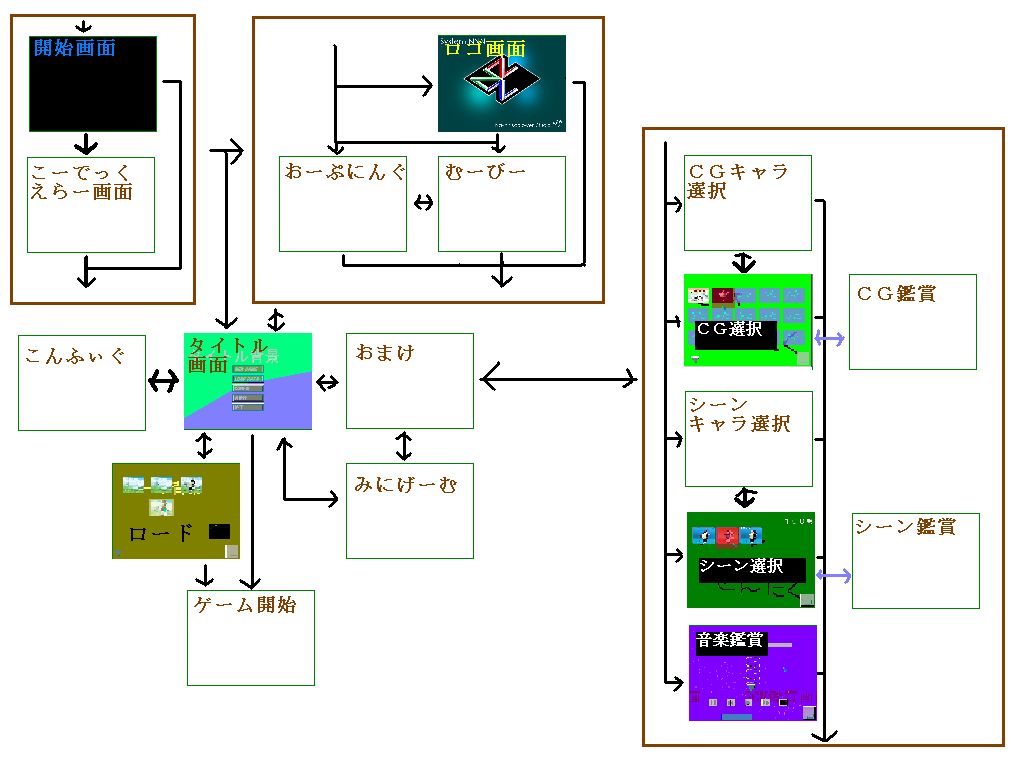 開始画面
こーでっく
えらー画面
System NNN
ロゴ画面
おーぷにんぐ
むーびー
こんふぃぐ
タイトル
画面
おまけ
ロード
みにげーむ
ゲーム開始
ＣＧキャラ
選択
ＣＧ選択
ＣＧ鑑賞
シーン
キャラ選択
シーン選択
シーン鑑賞
音楽鑑賞